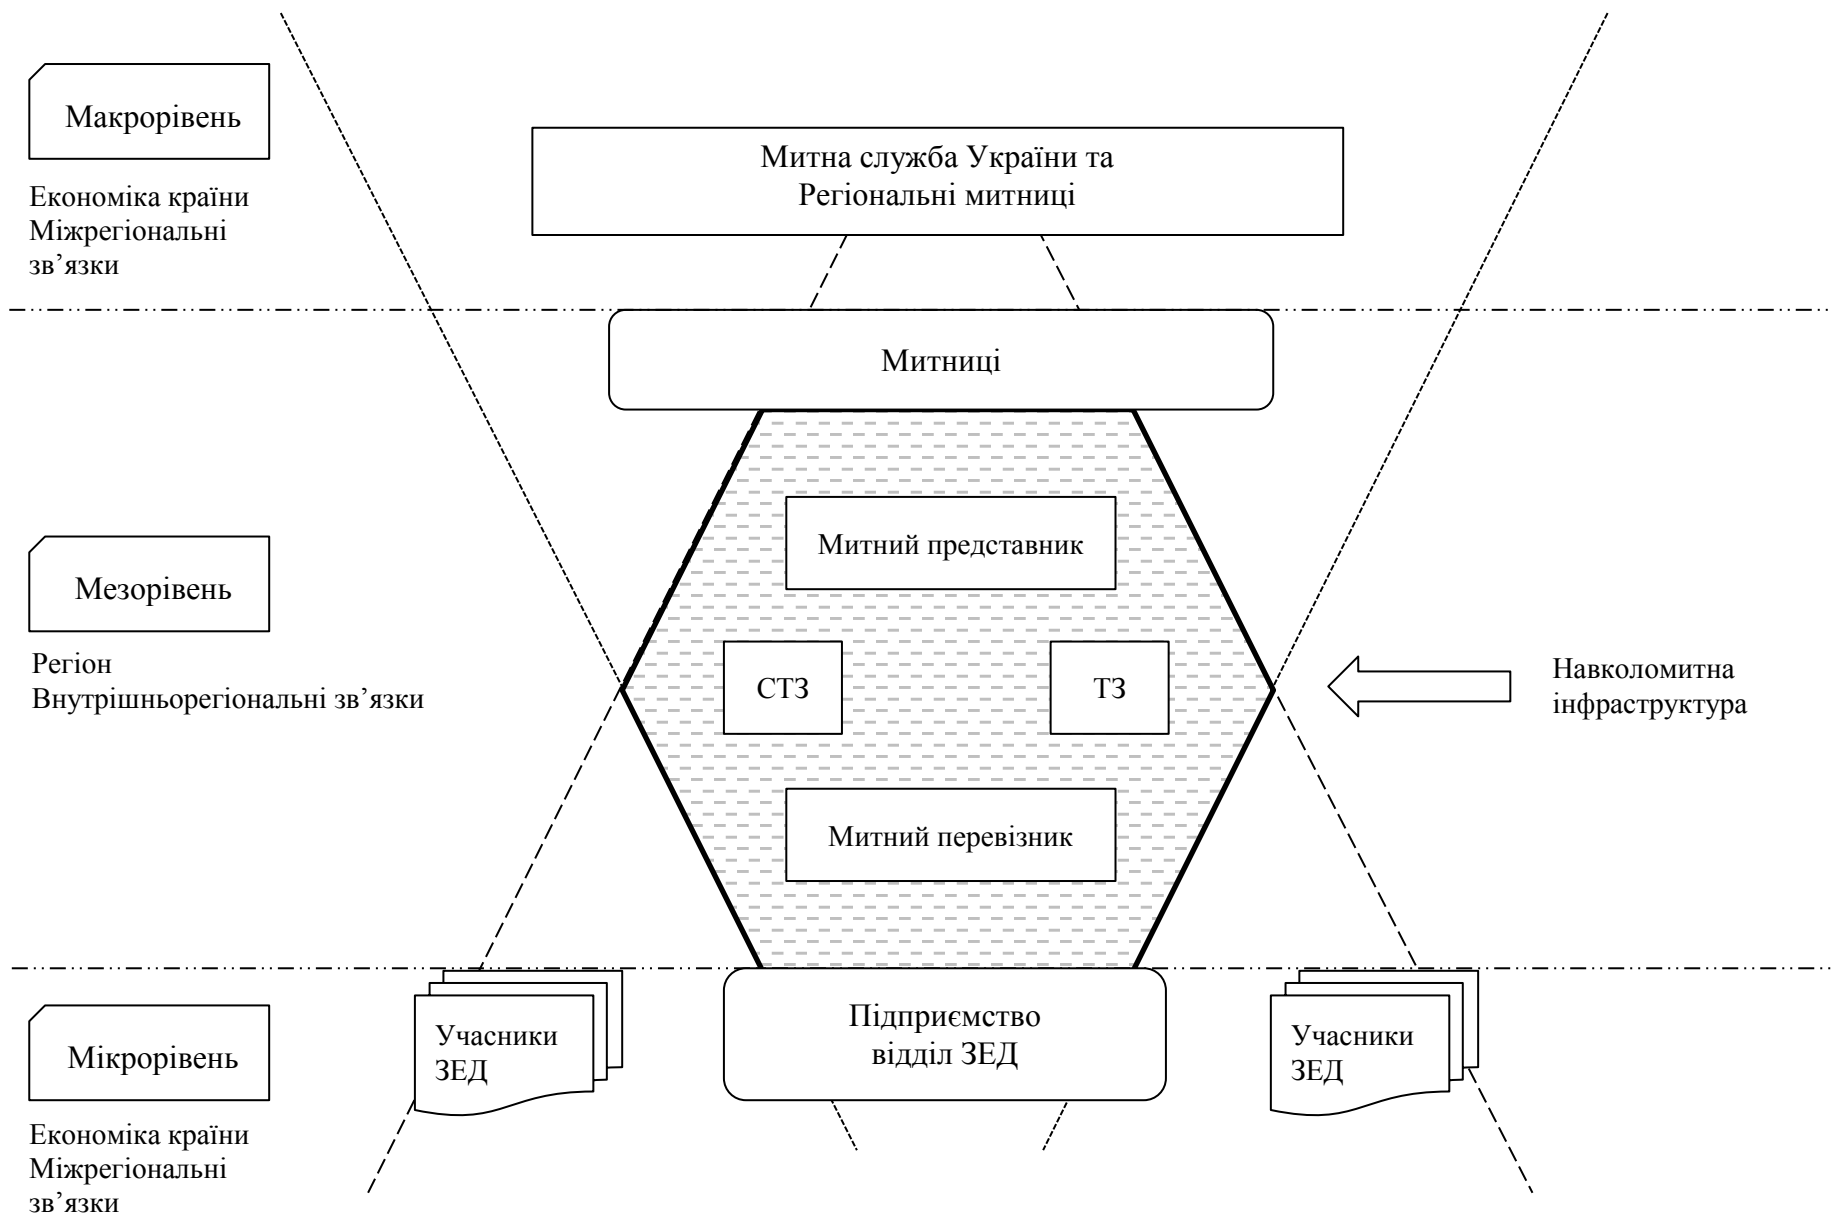 Макрорівень
Економіка країни
Міжрегіональні
зв’язки
Митна служба України та
Регіональні митниці
Митниці
Митний представник
Мезорівень
Регіон
Внутрішньорегіональні зв’язки
СТЗ
ТЗ
Навколомитна
інфраструктура
Митний перевізник
Мікрорівень
Економіка країни
Міжрегіональні
зв’язки
Учасники
ЗЕД
Підприємство
відділ ЗЕД
Учасники
ЗЕД